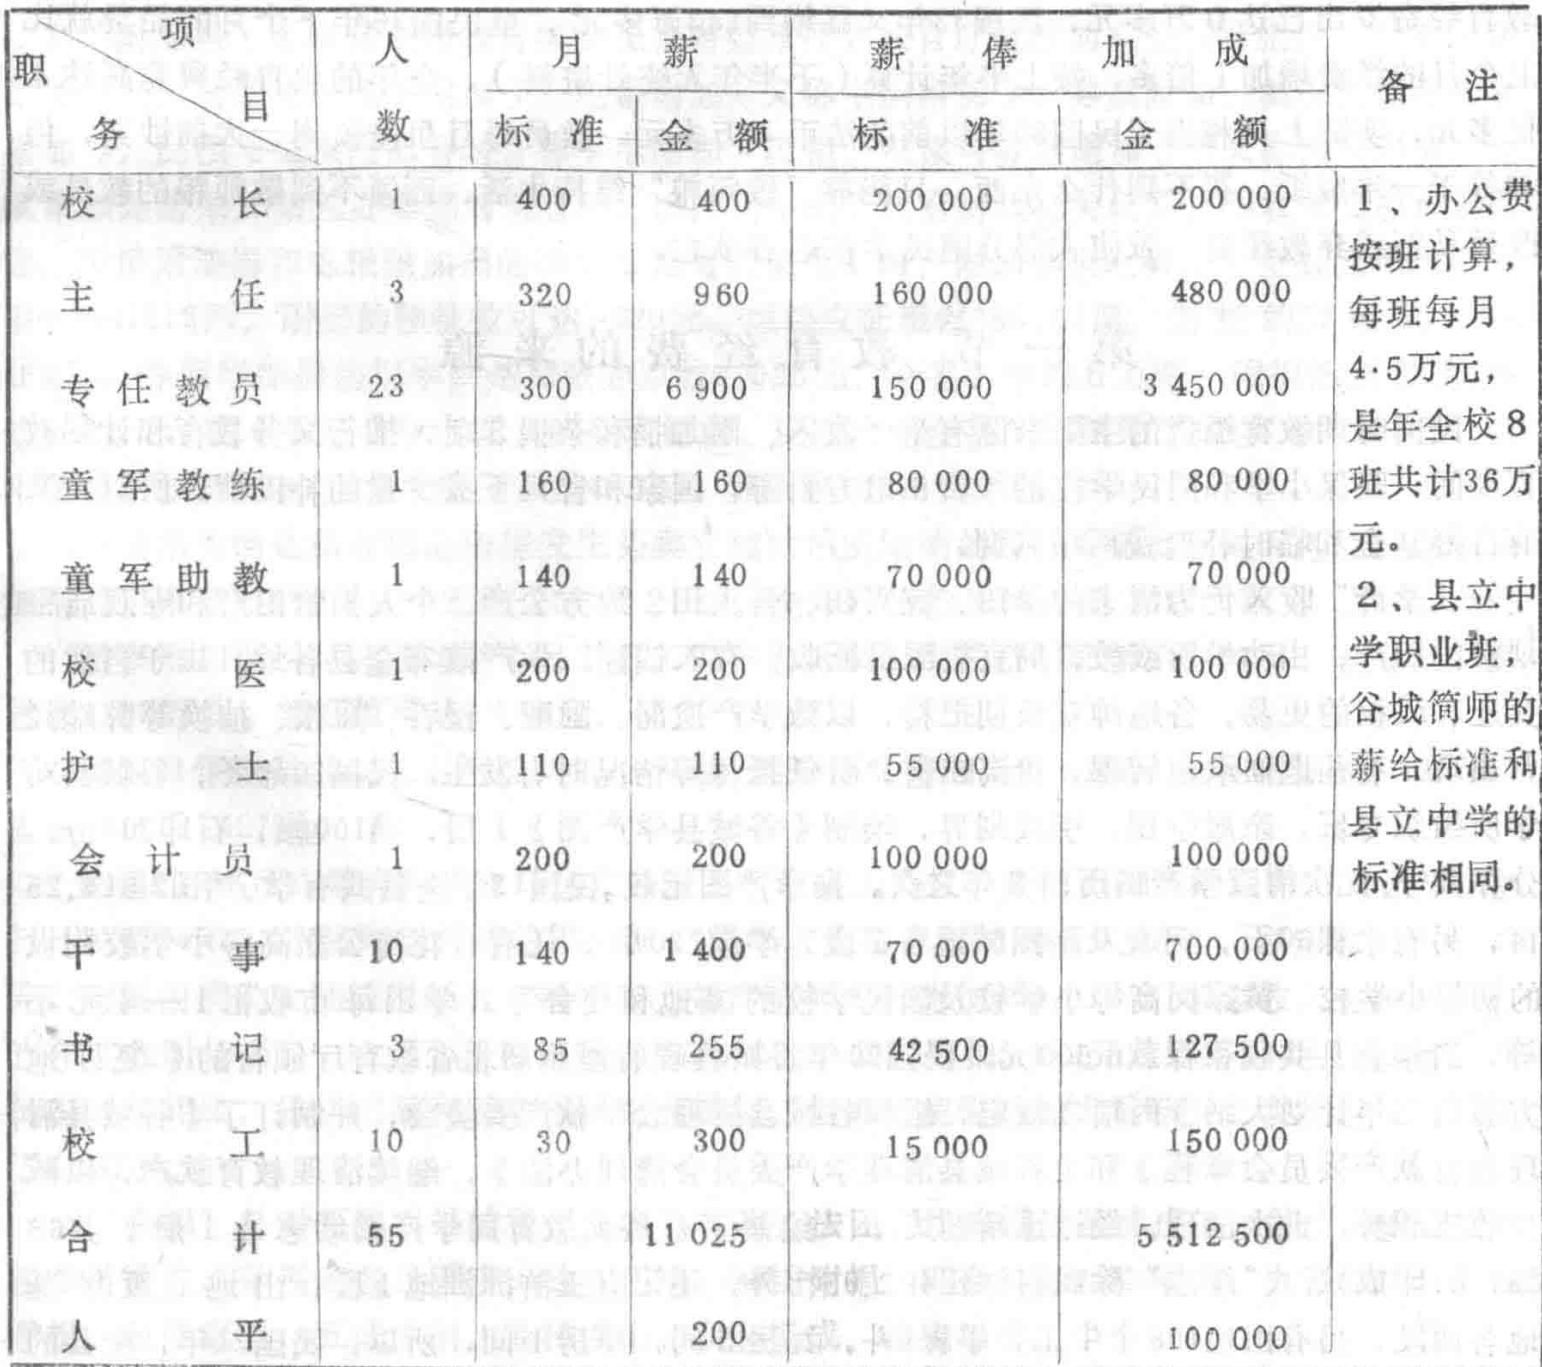 项目 职务 人数 月薪 薪俸加成 备注
标准 金额 标准 金额
校长 1 400 400 200 000 200 000
主任 3 320 960 160 000 480 000
专任教员 23 300 6 900 150 000 3 450 000
童军教练 1 160 160 80 000 80 000
童军助教 1 140 140 70 000 70 000
校医 1 200 200 100 000 100 000
护士 1 110 110 55 000 55 000
会计员 1 200 200 100 000 100 000
干事 10 140 1 400 70 000 700 000
书记 3 85 255 42 500 127 500
校工 10 30 300 15 000 150 000
合计 55 11 025 5 512 500
人平 200 100 000
1、办公费
按班计算，
每班每月
4·5万元，
是年全校8
班共计36万
元。
2、县立中
学职业班，
谷城简师的
薪给标准和
县立中学的
标准相同。